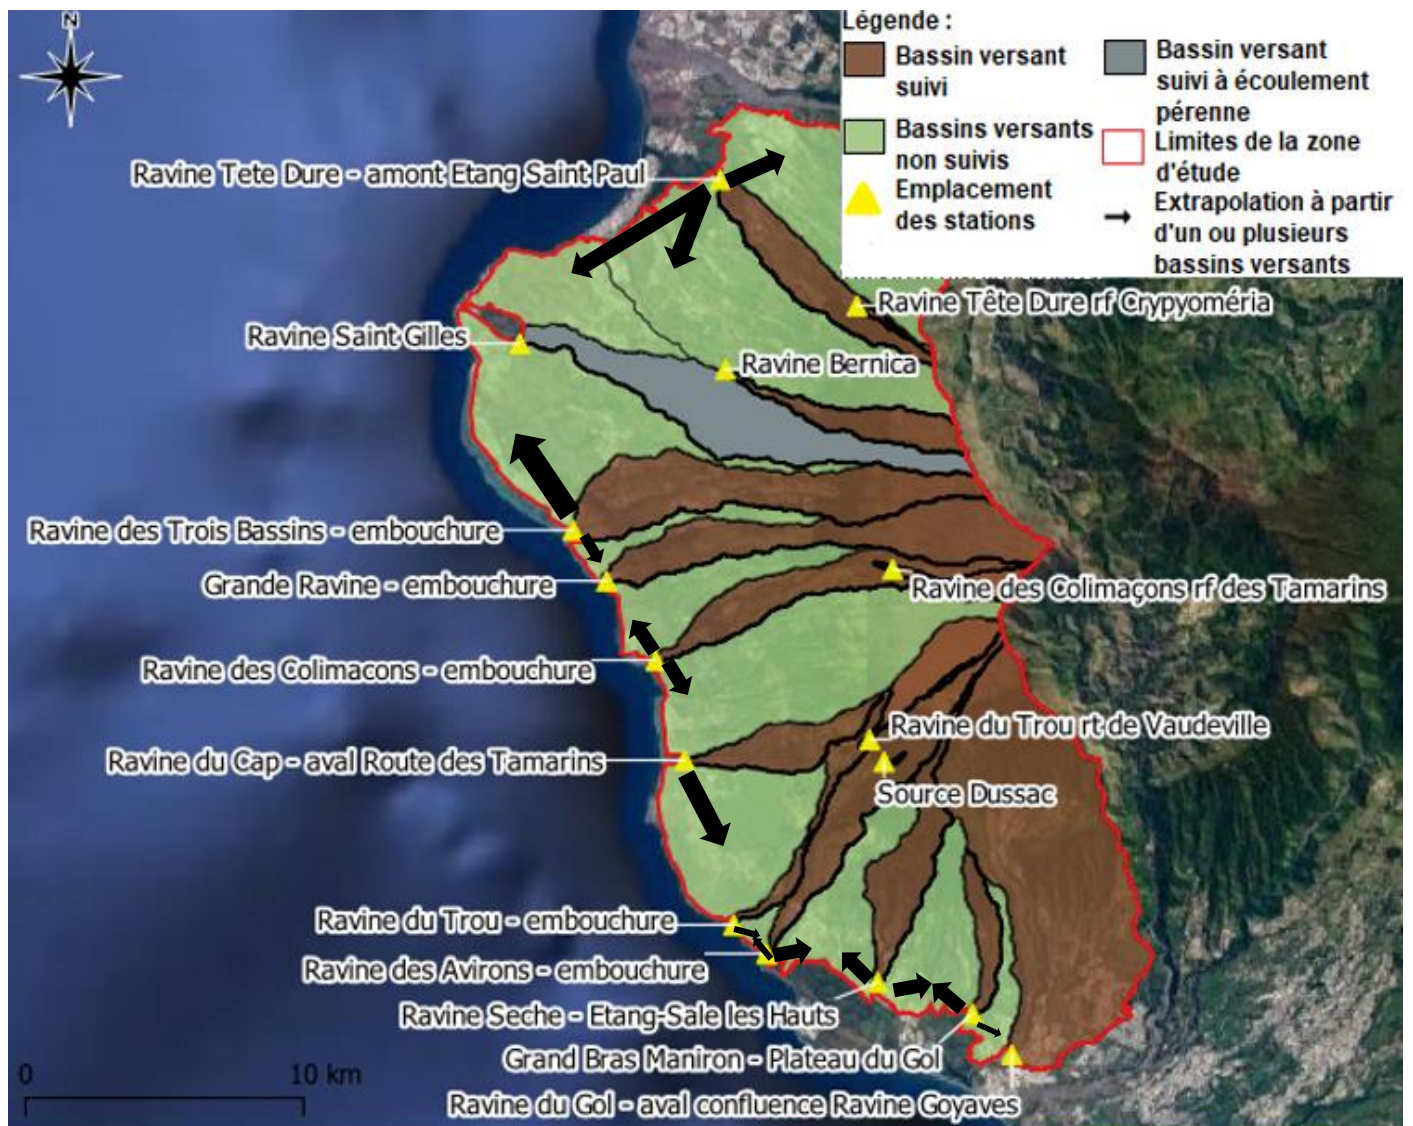 N
Légende :
Bassin versant
suivi
Bassin versant
suivi à écoulement
pérenne
Bassins versants
non suivis
Limites de la zone
d'étude
Emplacement
des stations
Extrapolation à partir
d'un ou plusieurs
bassins versants
Ravine Tete Dure - amont Etang Saint Paul
Ravine Tête Dure rf Crypyoméria
Ravine Saint Gilles
Ravine Bernica
Ravine des Trois Bassins - embouchure
Grande Ravine - embouchure
Ravine des Colimaçons rf des Tamarins
Ravine des Colimacons - embouchure
Ravine du Trou rt de Vaudeville
Ravine du Cap - aval Route des Tamarins
Source Dussac
Ravine du Trou - embouchure
Ravine des Avirons - embouchure
Ravine Seche - Etang-Sale les Hauts
Grand Bras Maniron - Plateau du Gol
0 10 km
Ravine du Gol - aval confluence Ravine Goyaves